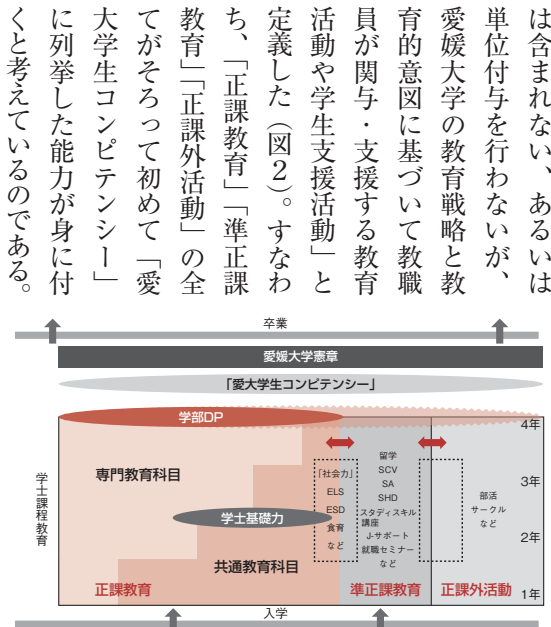 は含まれない、あるいは
単位付与を行わないが、
愛媛大学の教育戦略と教
育的意図に基づいて教職
員が関与・支援する教育
活動や学生支援活動」と
定義した（図２）。すなわ
ち、「正課教育」「準正課
教育」「正課外活動」の全
てがそろって初めて「愛
大学生コンピテンシー」
に列挙した能力が身に付
くと考えているのである。
卒業
愛媛大学憲章
「愛大学生コンピテンシー」
学部DP
4年
学士課程教育
専門教育科目
3年
「社会力」
ELS
ESD
食育
など
留学
SCV
SA
SHD
スタディスキル
講座
J-サポート
就職セミナー
など
部活
サークル
など
学士基礎力
2年
共通教育科目
正課教育
準正課教育
正課外活動
1年
入学